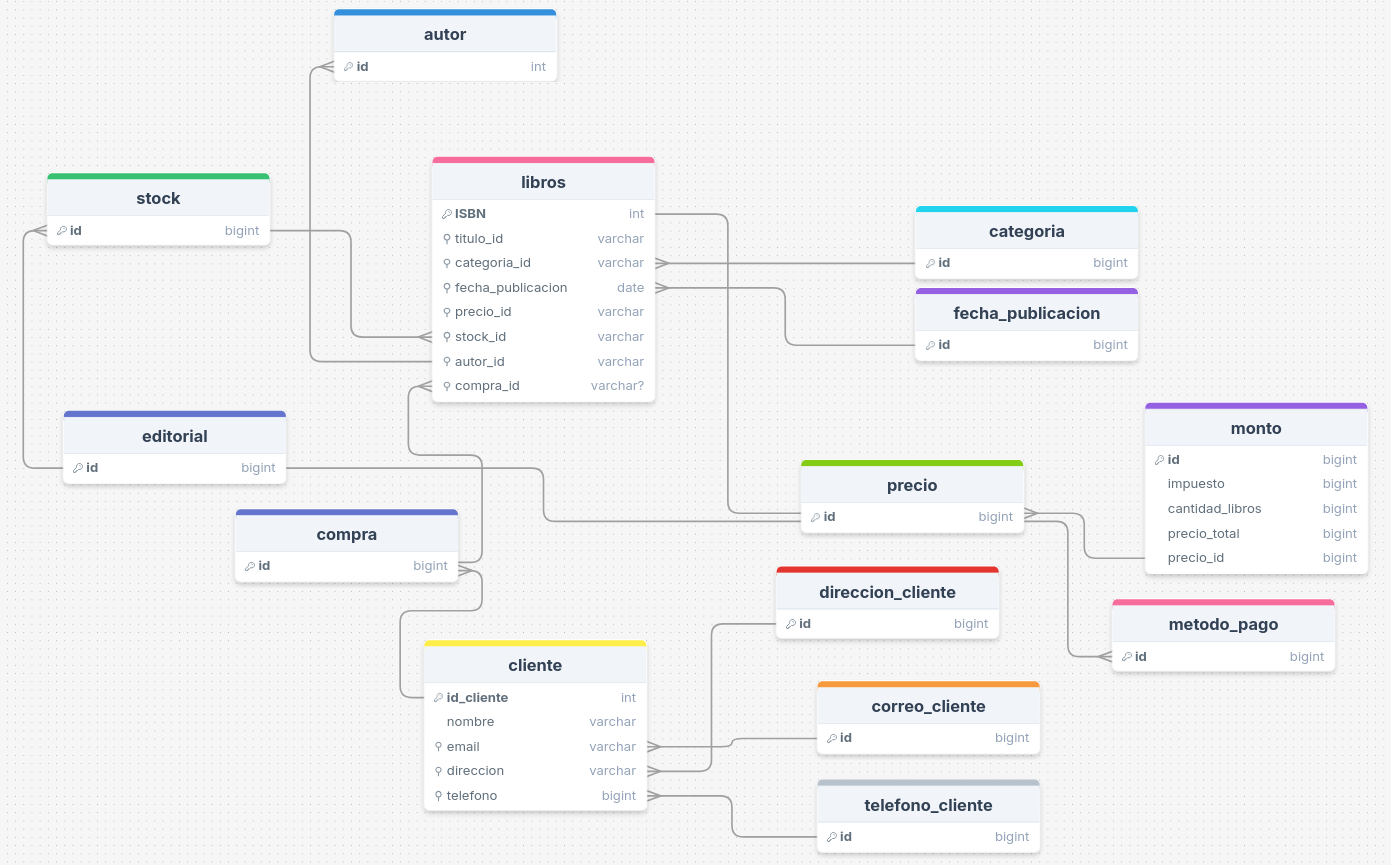 autor
id int
stock
id bigint
libros
ISBN int
titulo_id varchar
categoria_id varchar
fecha_publicacion date
precio_id varchar
stock_id varchar
autor_id varchar
compra_id varchar?
categoria
id bigint
fecha_publicacion
id bigint
editorial
id bigint
monto
id bigint
impuesto bigint
cantidad_libros bigint
precio_total bigint
precio_id bigint
precio
id bigint
compra
id bigint
direccion_cliente
id bigint
metodo_pago
id bigint
cliente
id_cliente int
nombre varchar
email varchar
direccion varchar
telefono bigint
correo_cliente
id bigint
telefono_cliente
id bigint